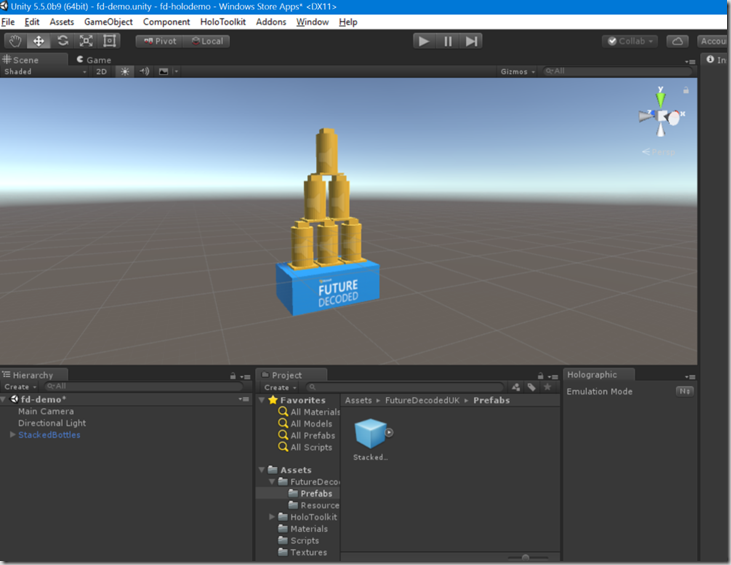 Unity 5.5.0b9 (64bit) - fd-demo.unity - fd-holodemo - Windows Store Apps* <DX11>
File Edit Assets GameObject Component HoloToolkit Addons Window Help
Pivot Local Collab Accou
Scene Game In
Shaded 2D Gizmos All
y
x
FUTURE
DECODED
Hierarchy Project Holographic
Create All Create
Emulation Mode
fd-demo*
Main Camera
Directional Light
StackedBottles
Favorites
All Materials
All Models
All Prefabs
All Scripts
Assets
FutureDeco
Prefabs
Resource
HoloToolkit
Materials
Scripts
Textures
Assets FutureDecodedUK Prefabs
Stacked...